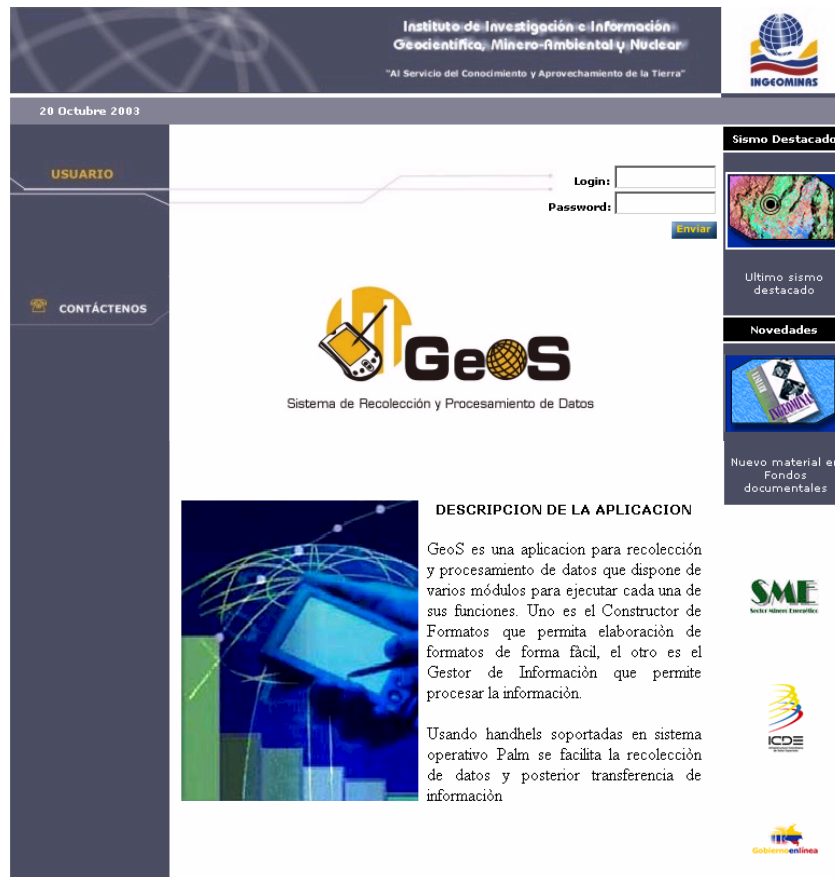 Instituto de Investigación e Información
Geocientífica, Minero-Ambiental y Nuclear
"Al Servicio del Conocimiento y Aprovechamiento de la Tierra"
INGEOMINAS
20 Octubre 2003
USUARIO
Login:
Password:
Enviar
CONTÁCTENOS
Sismo Destacado
Ultimo sismo
destacado
Novedades
INGEOMINAS
Nuevo material en
Fondos
documentales
GeoS
Sistema de Recolección y Procesamiento de Datos
DESCRIPCION DE LA APLICACION
GeoS es una aplicacion para recolección
y procesamiento de datos que dispone de
varios módulos para ejecutar cada una de
sus funciones. Uno es el Constructor de
Formatos que permita elaboraciòn de
formatos de forma fàcil, el otro es el
Gestor de Informaciòn que permite
procesar la informaciòn.
Usando handhels soportadas en sistema
operativo Palm se facilita la recolecciòn
de datos y posterior transferencia de
informaciòn
SME
Sector Minero Energético
ICDE
Gobiernoenlínea